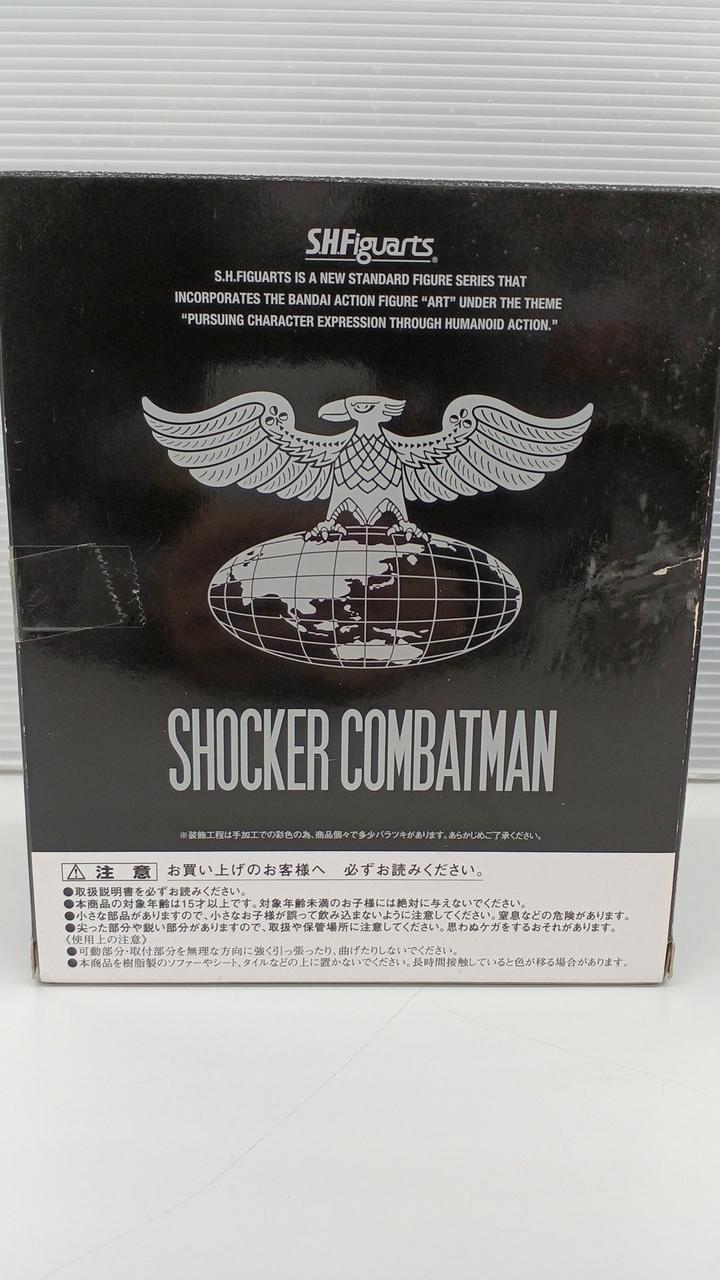 S.H.Figuarts®
S.H.FIGUARTS IS A NEW STANDARD FIGURE SERIES THAT
INCORPORATES THE BANDAI ACTION FIGURE “ART” UNDER THE THEME
“PURSUING CHARACTER EXPRESSION THROUGH HUMANOID ACTION.”
SHOCKER COMBATMAN
※装飾工程は手加工での彩色の為、商品個々で多少バラツキがあります。あらかじめご了承ください。
⚠ 注 意 お買い上げのお客様へ 必ずお読みください。
●取扱説明書を必ずお読みください。
●本商品の対象年齢は15才以上です。対象年齢未満のお子様には絶対に与えないでください。
●小さな部品がありますので、小さなお子様が誤って飲み込まないように注意してください。窒息などの危険があります。
●尖った部分や鋭い部分がありますので、取扱や保管場所に注意してください。思わぬケガをするおそれがあります。
《使用上の注意》
●可動部分・取付部分を無理な方向に強く引っ張ったり、曲げたりしないでください。
●本商品を樹脂製のソファーやシート、タイルなどの上に置かないでください。長時間接触していると色が移る場合があります。